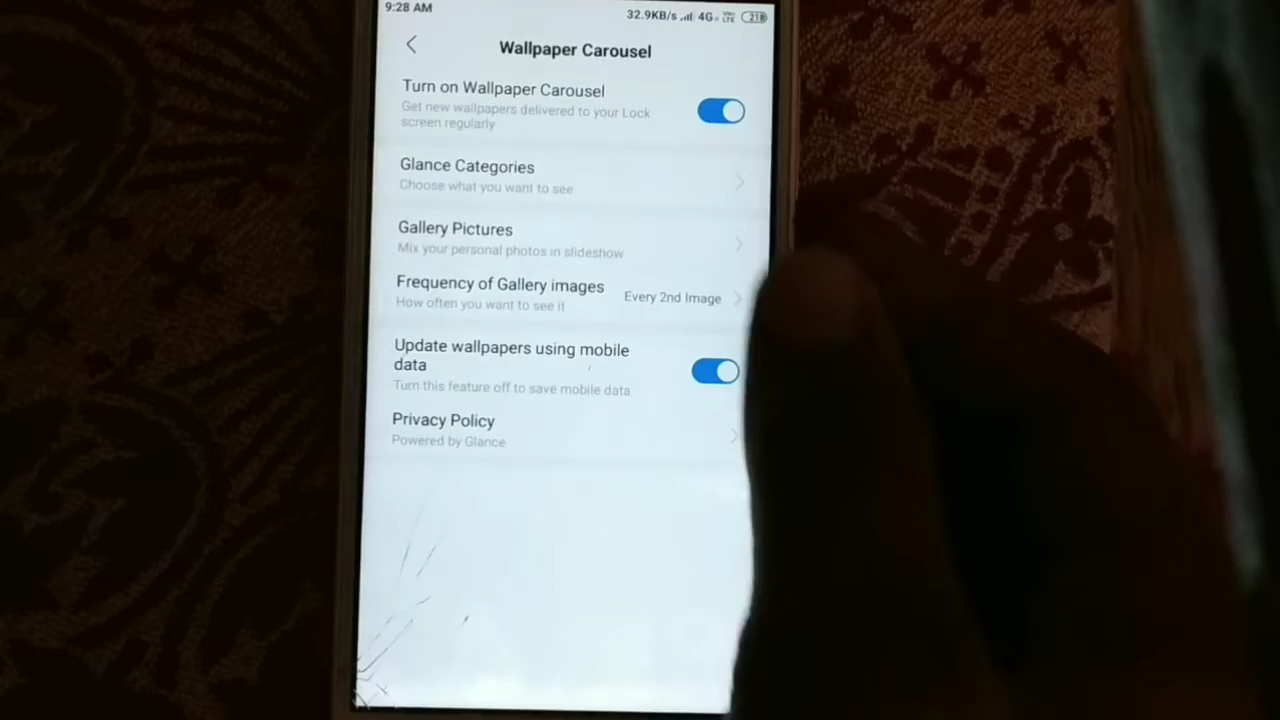 9:28 AM 32.9KB/s 4G VoLTE 21
Wallpaper Carousel
Turn on Wallpaper Carousel
Get new wallpapers delivered to your Lock
screen regularly
Glance Categories
Choose what you want to see
Gallery Pictures
Mix your personal photos in slideshow
Frequency of Gallery images
How often you want to see it
Every 2nd Image
Update wallpapers using mobile
data
Turn this feature off to save mobile data
Privacy Policy
Powered by Glance